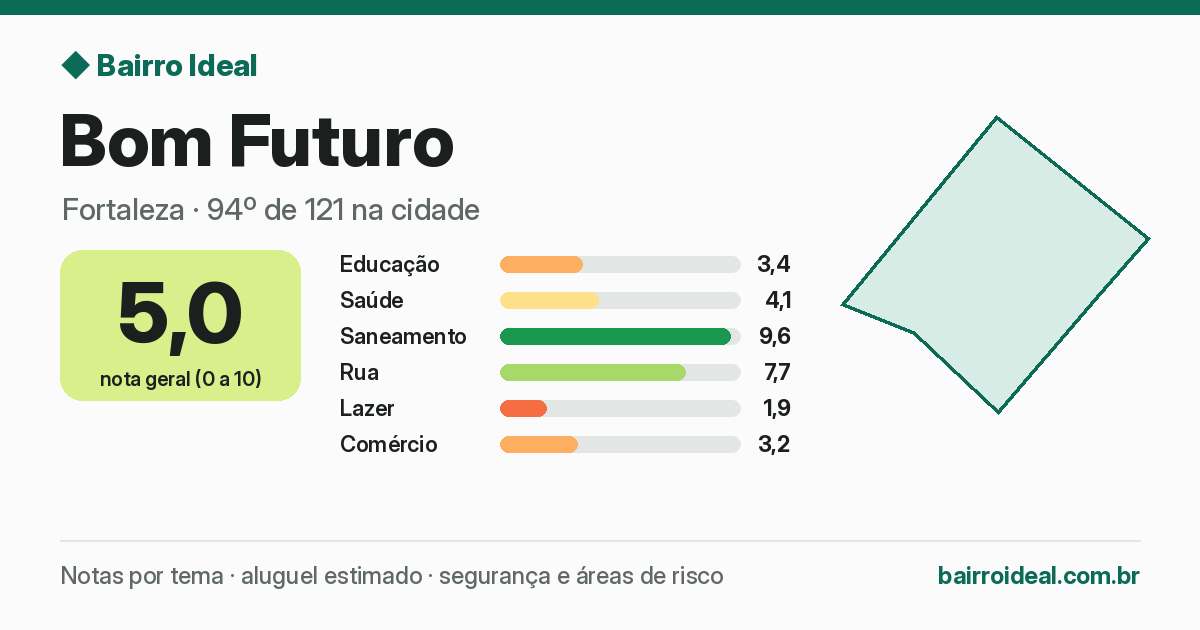 Bairro Ideal
Bom Futuro
Fortaleza · 94º de 121 na cidade
5,0
nota geral (0 a 10)
Educação 3,4
Saúde 4,1
Saneamento 9,6
Rua 7,7
Lazer 1,9
Comércio 3,2
Notas por tema · aluguel estimado · segurança e áreas de risco
bairroideal.com.br